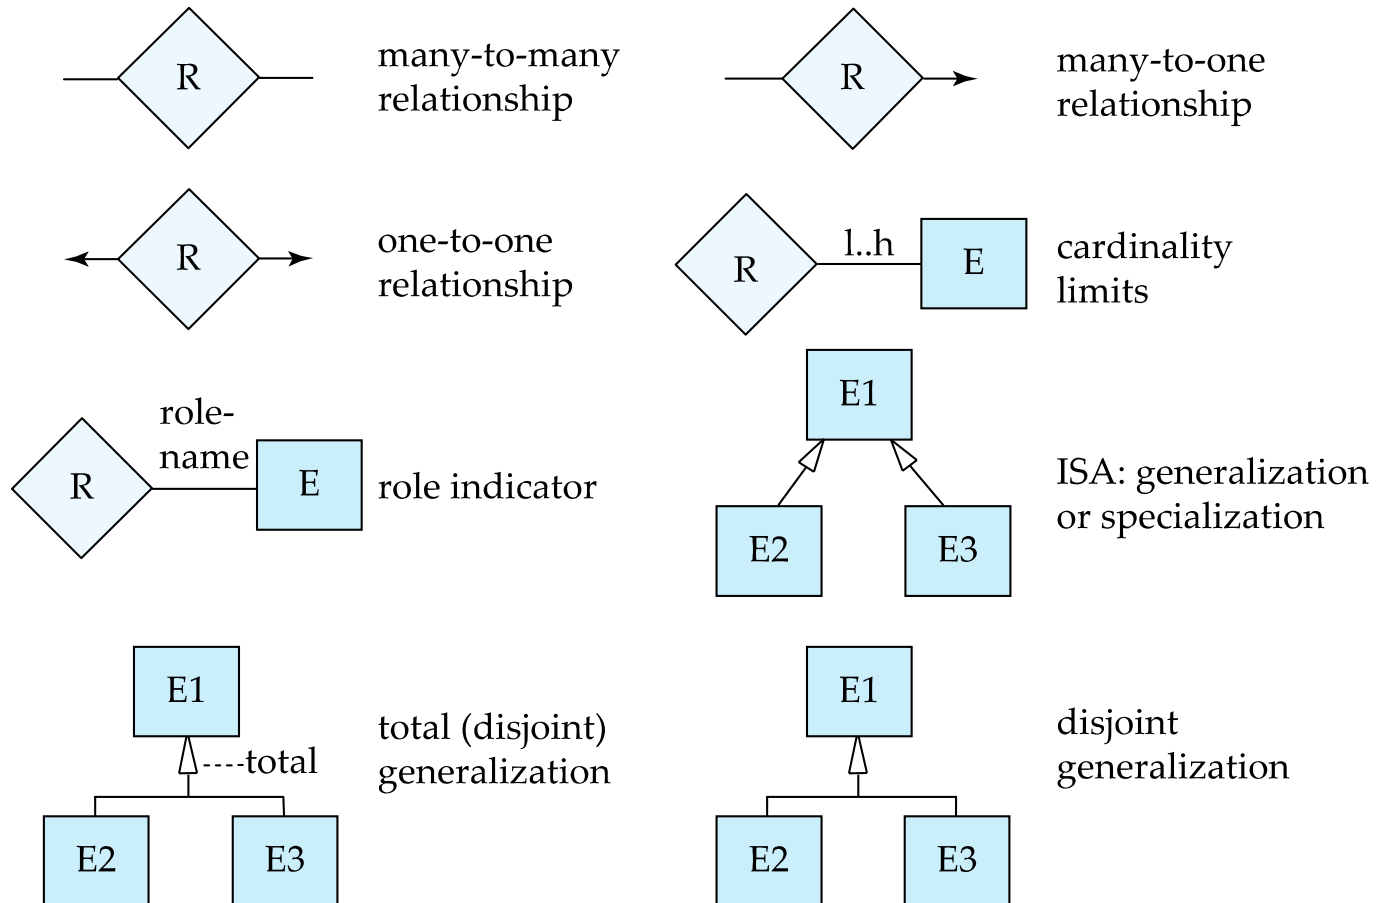 R
many-to-many
relationship
R
many-to-one
relationship
R
one-to-one
relationship
R
l..h
E
cardinality
limits
R
role-
name
E
role indicator
E1
E2
E3
ISA: generalization
or specialization
E1
----total
E2
E3
total (disjoint)
generalization
E1
E2
E3
disjoint
generalization